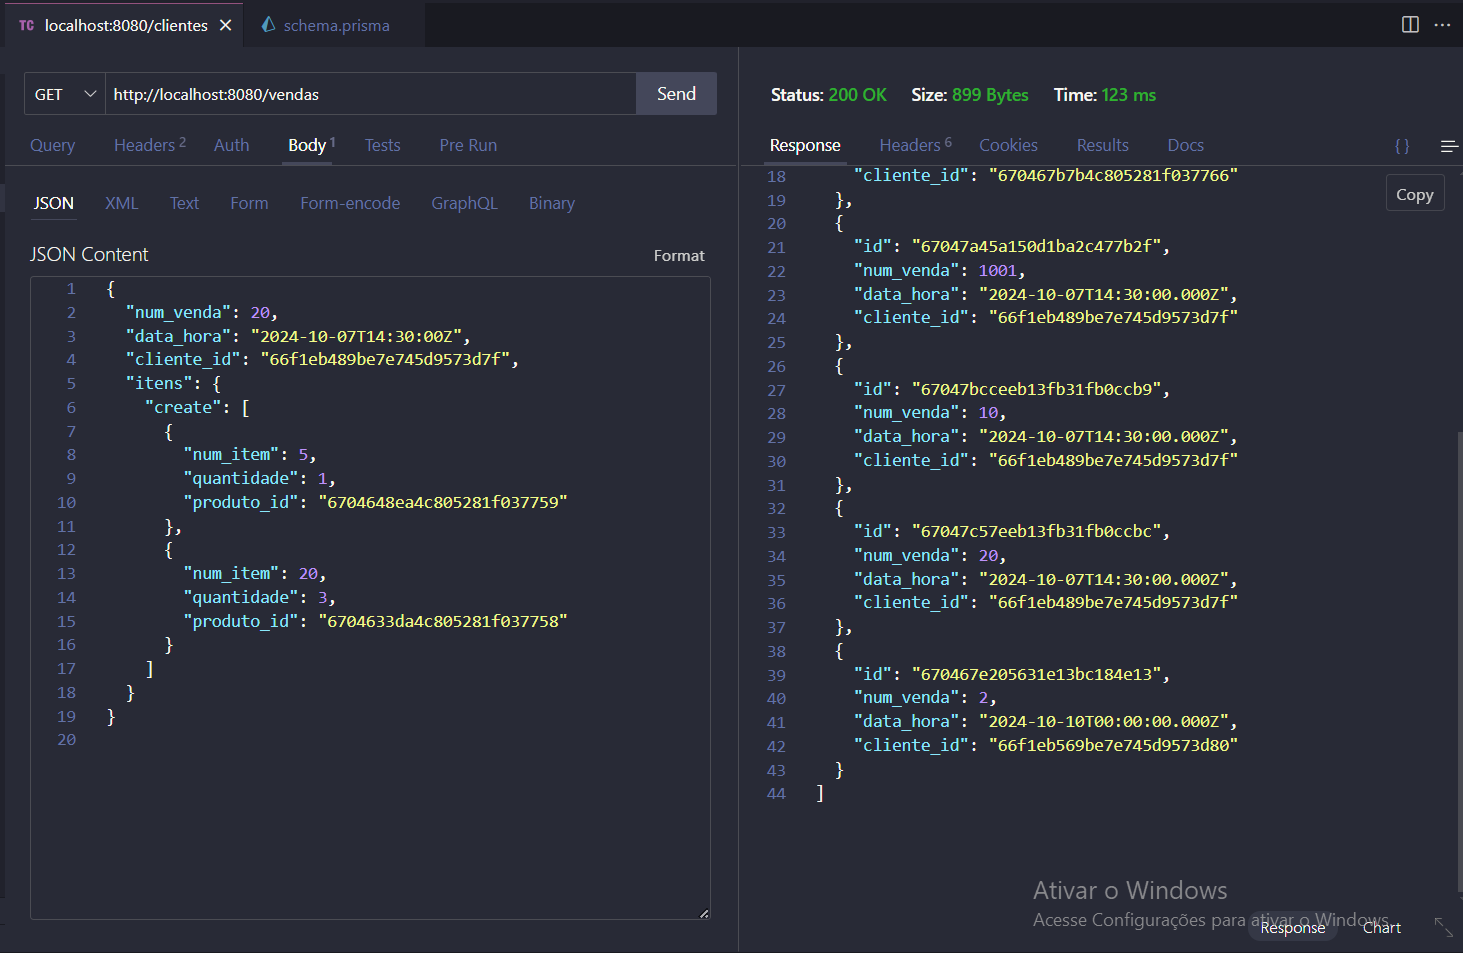 TC localhost:8080/clientes
schema.prisma
GET http://localhost:8080/vendas Send
Query Headers 2 Auth Body 1 Tests Pre Run
JSON XML Text Form Form-encode GraphQL Binary
JSON Content Format
1 {
2 "num_venda": 20,
3 "data_hora": "2024-10-07T14:30:00Z",
4 "cliente_id": "66f1eb489be7e745d9573d7f",
5 "itens": {
6 "create": [
7 {
8 "num_item": 5,
9 "quantidade": 1,
10 "produto_id": "6704648ea4c805281f037759"
11 },
12 {
13 "num_item": 20,
14 "quantidade": 3,
15 "produto_id": "6704633da4c805281f037758"
16 }
17 ]
18 }
19 }
20
Status: 200 OK Size: 899 Bytes Time: 123 ms
Response Headers 6 Cookies Results Docs { }
Copy
18 "cliente_id": "670467b7b4c805281f037766"
19 },
20 {
21 "id": "67047a45a150d1ba2c477b2f",
22 "num_venda": 1001,
23 "data_hora": "2024-10-07T14:30:00.000Z",
24 "cliente_id": "66f1eb489be7e745d9573d7f"
25 },
26 {
27 "id": "67047bcceeb13fb31fb0ccb9",
28 "num_venda": 10,
29 "data_hora": "2024-10-07T14:30:00.000Z",
30 "cliente_id": "66f1eb489be7e745d9573d7f"
31 },
32 {
33 "id": "67047c57eeb13fb31fb0ccbc",
34 "num_venda": 20,
35 "data_hora": "2024-10-07T14:30:00.000Z",
36 "cliente_id": "66f1eb489be7e745d9573d7f"
37 },
38 {
39 "id": "670467e205631e13bc184e13",
40 "num_venda": 2,
41 "data_hora": "2024-10-10T00:00:00.000Z",
42 "cliente_id": "66f1eb569be7e745d9573d80"
43 }
44 ]
Ativar o Windows
Acesse Configurações para ativar o Windows.
Response Chart